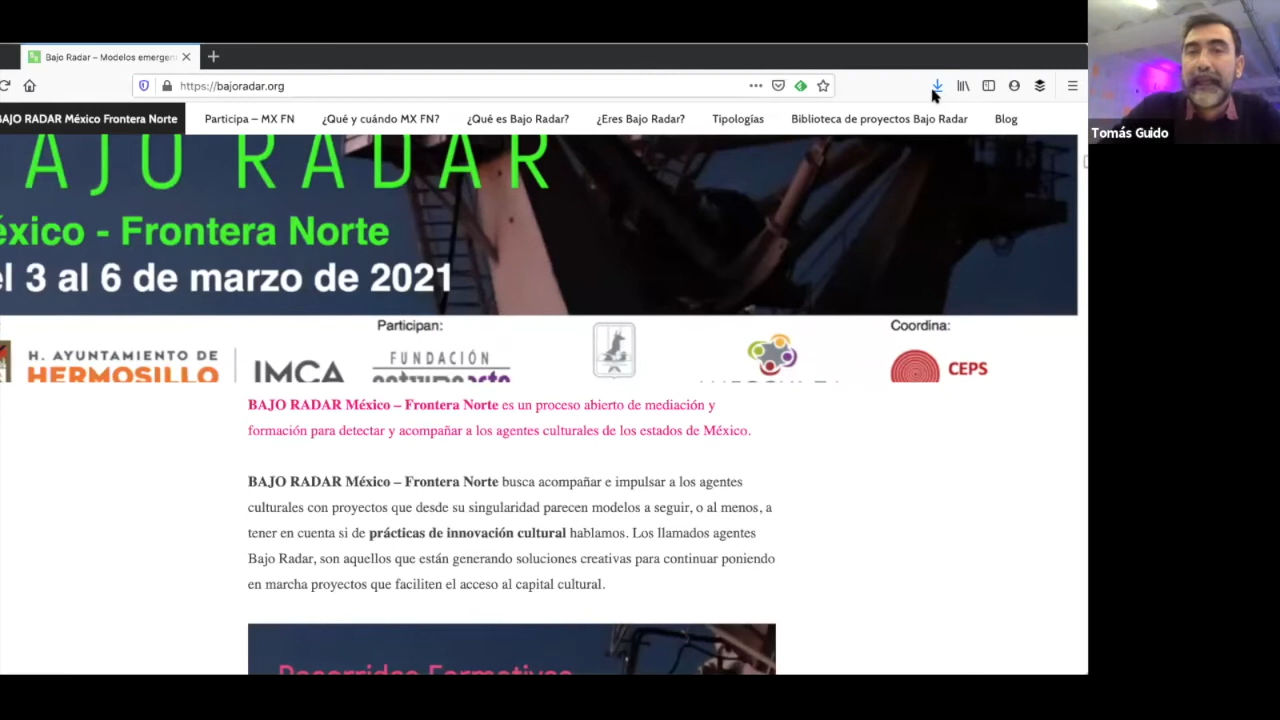 Bajo Radar – Modelos emergen
https://bajoradar.org
BAJO RADAR México Frontera Norte
Participa – MX FN
¿Qué y cuándo MX FN?
¿Qué es Bajo Radar?
¿Eres Bajo Radar?
Tipologías
Biblioteca de proyectos Bajo Radar
Blog
Tomás Guido
AJO RADAR
éxico - Frontera Norte
el 3 al 6 de marzo de 2021
Participan:
Coordina:
H. AYUNTAMIENTO DE
HERMOSILLO
IMCA
FUNDACIÓN
CEPS
BAJO RADAR México – Frontera Norte es un proceso abierto de mediación y
formación para detectar y acompañar a los agentes culturales de los estados de México.
BAJO RADAR México – Frontera Norte busca acompañar e impulsar a los agentes
culturales con proyectos que desde su singularidad parecen modelos a seguir, o al menos, a
tener en cuenta si de prácticas de innovación cultural hablamos. Los llamados agentes
Bajo Radar, son aquellos que están generando soluciones creativas para continuar poniendo
en marcha proyectos que faciliten el acceso al capital cultural.
Recorridos Formativos